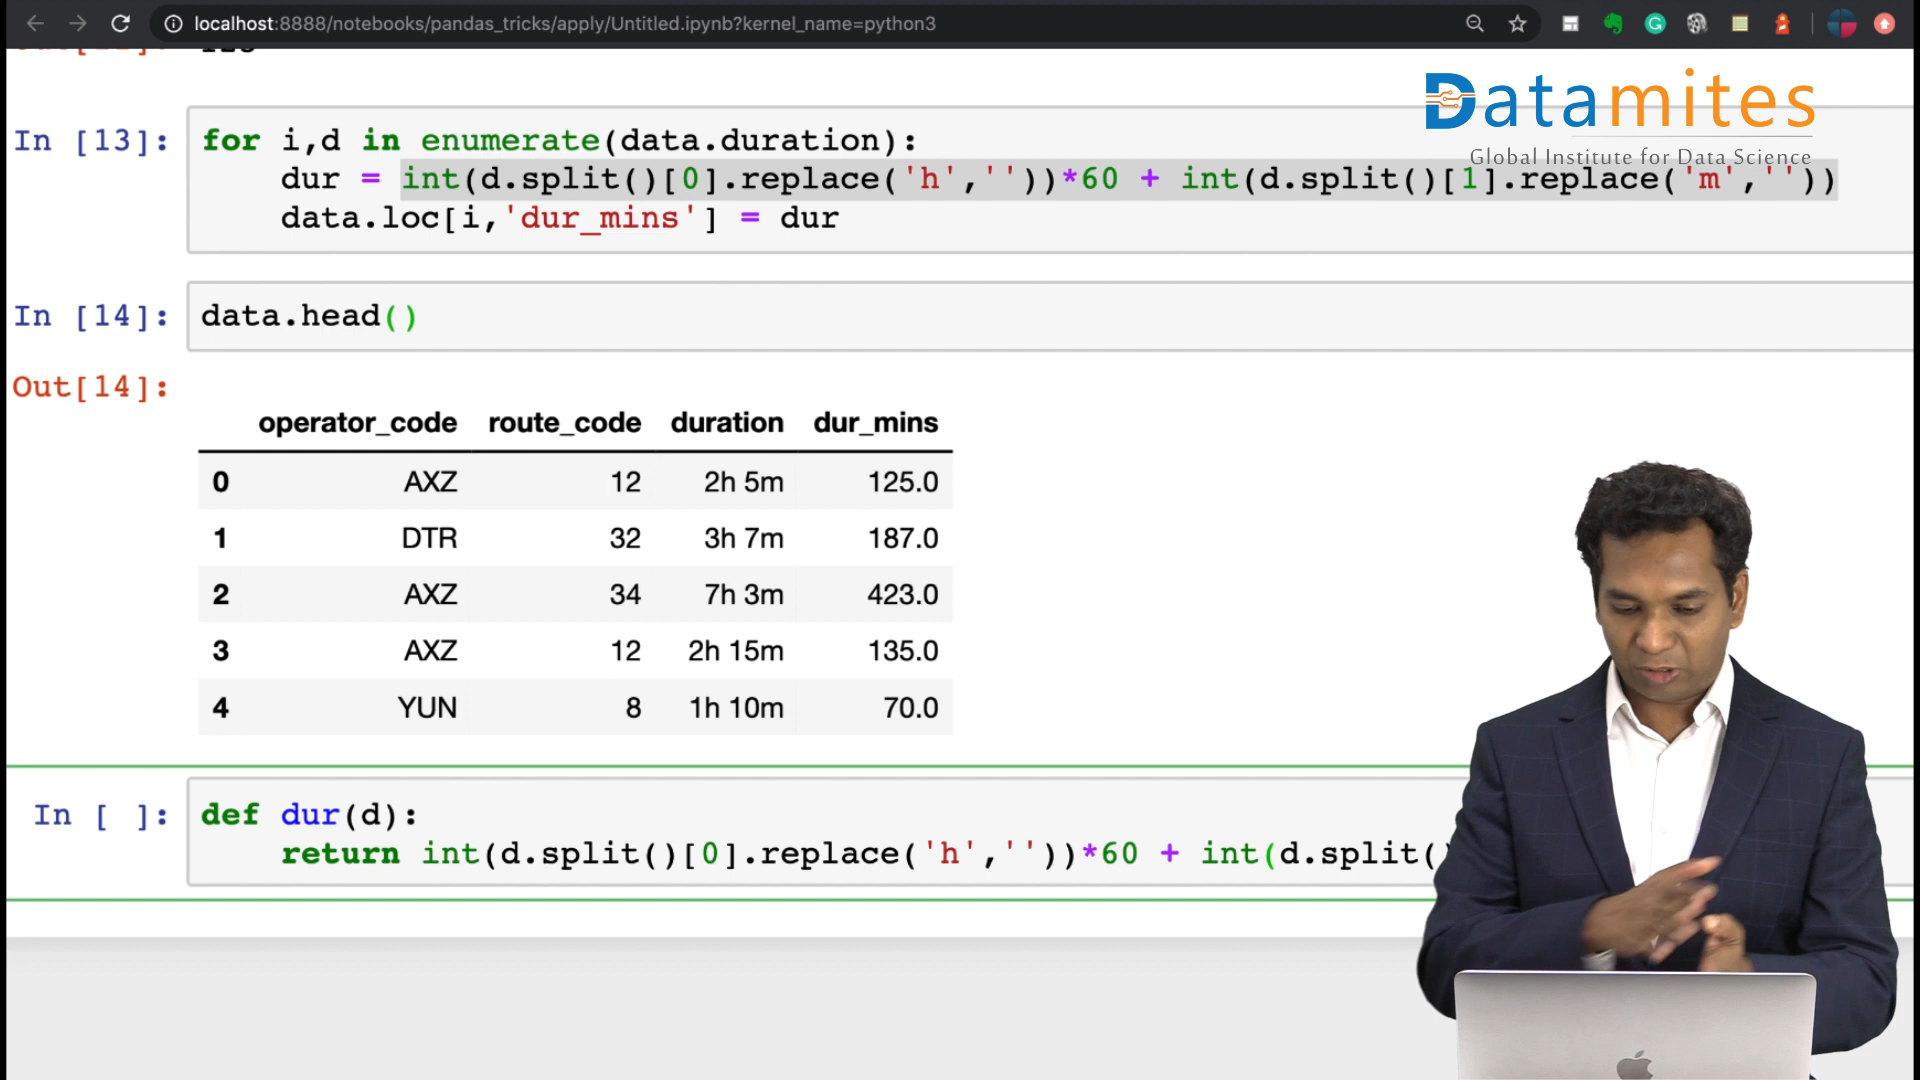 localhost:8888/notebooks/pandas_tricks/apply/Untitled.ipynb?kernel_name=python3
Datamites
Global Institute for Data Science
In [13]: for i,d in enumerate(data.duration):
dur = int(d.split()[0].replace('h',''))*60 + int(d.split()[1].replace('m',''))
data.loc[i,'dur_mins'] = dur
In [14]: data.head()
Out[14]:
operator_code route_code duration dur_mins
0 AXZ 12 2h 5m 125.0
1 DTR 32 3h 7m 187.0
2 AXZ 34 7h 3m 423.0
3 AXZ 12 2h 15m 135.0
4 YUN 8 1h 10m 70.0
In [ ]: def dur(d):
return int(d.split()[0].replace('h',''))*60 + int(d.split()